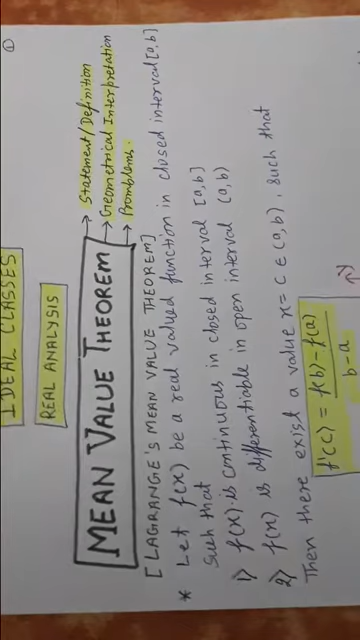 ①
IDEAL CLASSES
REAL ANALYSIS
MEAN VALUE THEOREM
→ Statement/Definition
→ Geometrical Interpretation
→ Promblems.
[LAGRANGE'S MEAN VALUE THEOREM]
* Let f(x) be a real valued function in closed interval [a,b]
such that
1) f(x) is continuous in closed interval [a,b]
2) f(x) is differentiable in open interval (a,b)
Then there exist a value x = c ∈ (a,b), such that
f'(c) = f(b) - f(a) / b - a